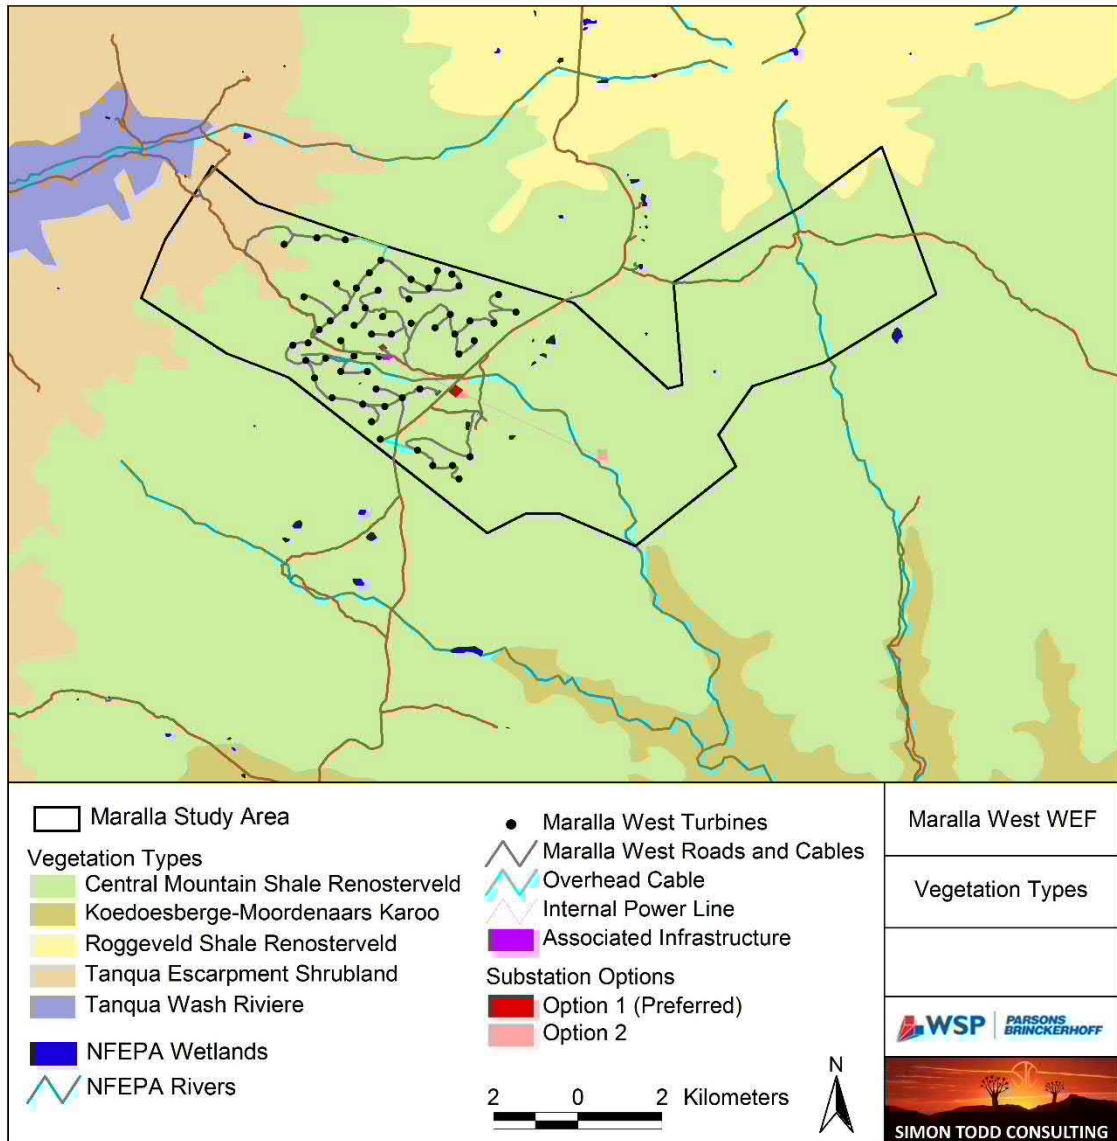 Maralla Study Area
Vegetation Types
Central Mountain Shale Renosterveld
Koedoesberge-Moordenaars Karoo
Roggeveld Shale Renosterveld
Tanqua Escarpment Shrubland
Tanqua Wash Riviere
NFEPA Wetlands
NFEPA Rivers
Maralla West Turbines
Maralla West Roads and Cables
Overhead Cable
Internal Power Line
Associated Infrastructure
Substation Options
Option 1 (Preferred)
Option 2
2 0 2 Kilometers
N
Maralla West WEF
Vegetation Types
WSP
PARSONS
BRINCKERHOFF
SIMON TODD CONSULTING